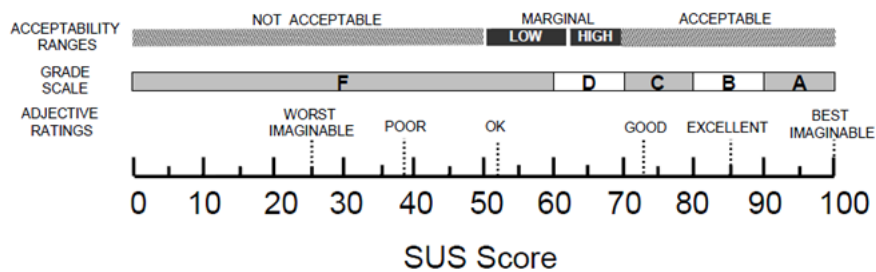 NOT ACCEPTABLE MARGINAL ACCEPTABLE
ACCEPTABILITY
RANGES
LOW HIGH
GRADE
SCALE
F D C B A
ADJECTIVE
RATINGS
WORST
IMAGINABLE
POOR OK GOOD EXCELLENT
BEST
IMAGINABLE
0 10 20 30 40 50 60 70 80 90 100
SUS Score